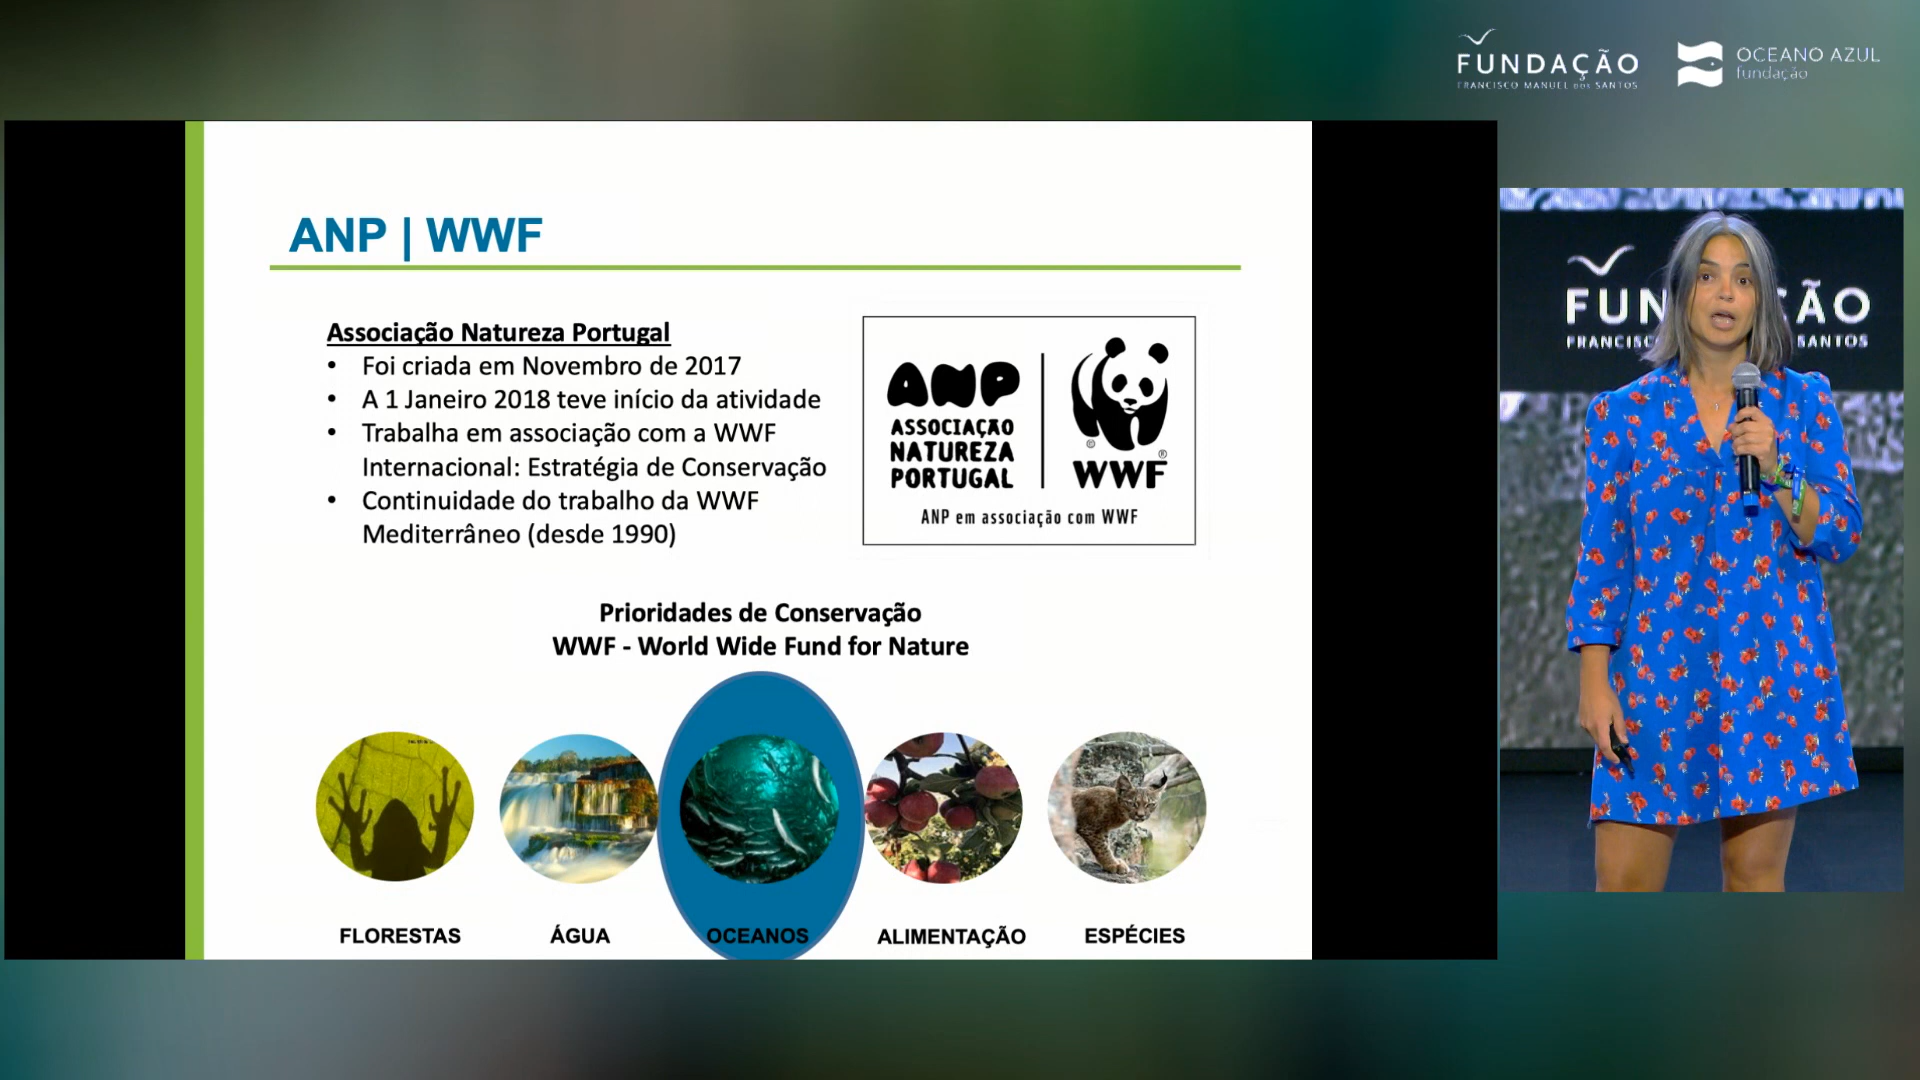 FUNDAÇÃO
FRANCISCO MANUEL DOS SANTOS
OCEANO AZUL
fundação
ANP | WWF
Associação Natureza Portugal
• Foi criada em Novembro de 2017
• A 1 Janeiro 2018 teve início da atividade
• Trabalha em associação com a WWF
Internacional: Estratégia de Conservação
• Continuidade do trabalho da WWF
Mediterrâneo (desde 1990)
ANP
ASSOCIAÇÃO
NATUREZA
PORTUGAL
©
®
WWF
ANP em associação com WWF
Prioridades de Conservação
WWF - World Wide Fund for Nature
FLORESTAS
ÁGUA
OCEANOS
ALIMENTAÇÃO
ESPÉCIES
FUN ÇÃO
FRANCISC SANTOS